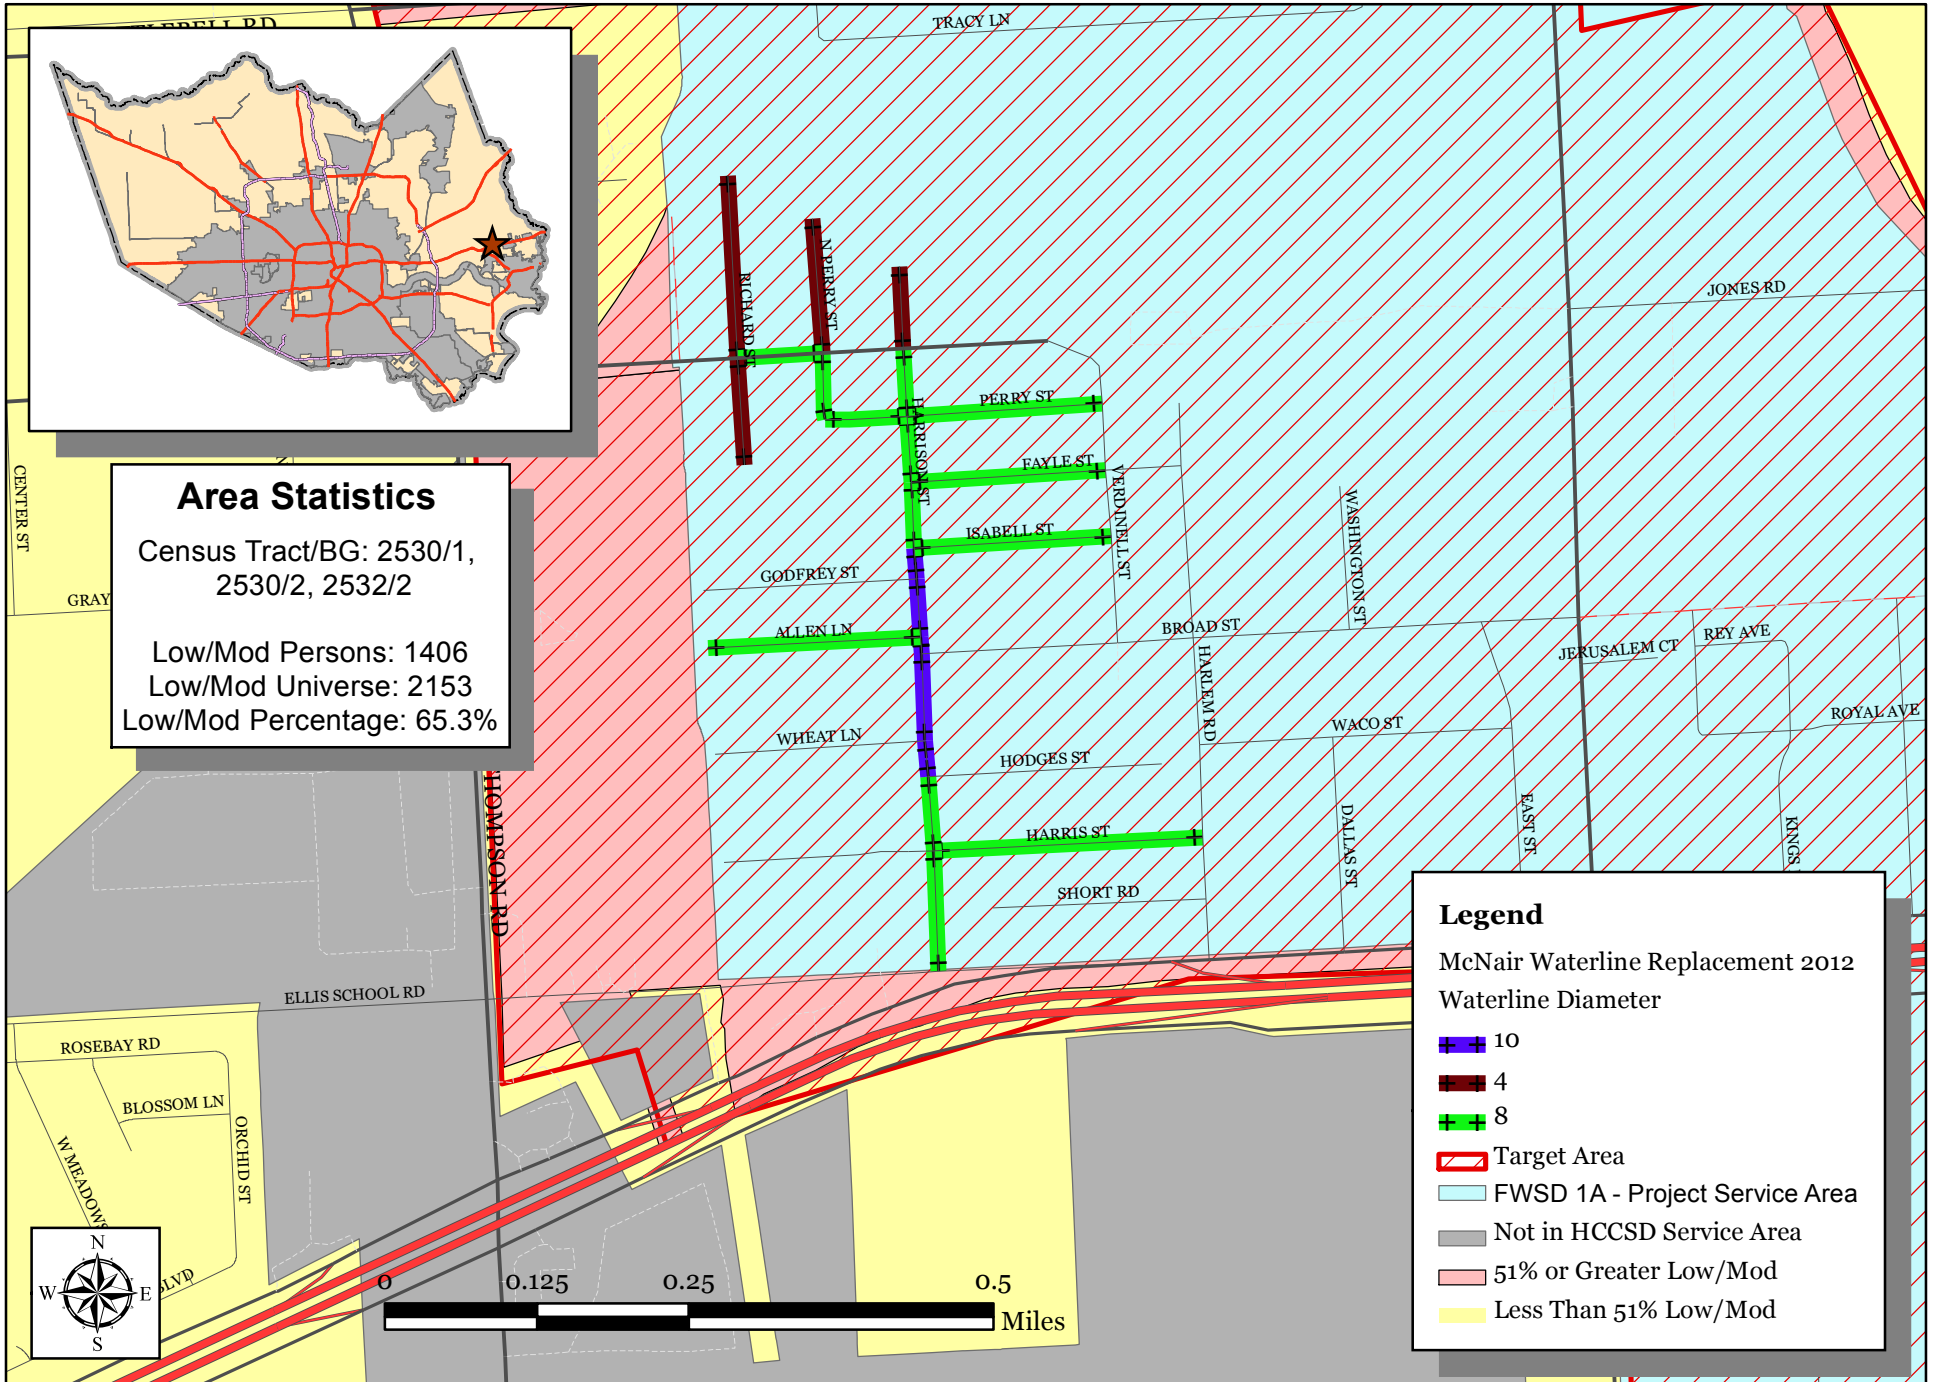 TRACY LN
JONES RD
RICHARD ST
N PERRY ST
HARRISON ST
PERRY ST
FAYLE ST
ISABELL ST
VERDINELL ST
WASHINGTON ST
GODFREY ST
ALLEN LN
BROAD ST
HARLEM RD
JERUSALEM CT
REY AVE
ROYAL AVE
WACO ST
WHEAT LN
HODGES ST
HARRIS ST
SHORT RD
DALLAS ST
EAST ST
KINGS
CENTER ST
GRAY
Area Statistics
Census Tract/BG: 2530/1,
2530/2, 2532/2
Low/Mod Persons: 1406
Low/Mod Universe: 2153
Low/Mod Percentage: 65.3%
HOMPSON RD
ELLIS SCHOOL RD
ROSEBAY RD
BLOSSOM LN
ORCHID ST
W MEADOWS
BLVD
N
W E
S
0 0.125 0.25 0.5
Miles
Legend
McNair Waterline Replacement 2012
Waterline Diameter
10
4
8
Target Area
FWSD 1A - Project Service Area
Not in HCCSD Service Area
51% or Greater Low/Mod
Less Than 51% Low/Mod